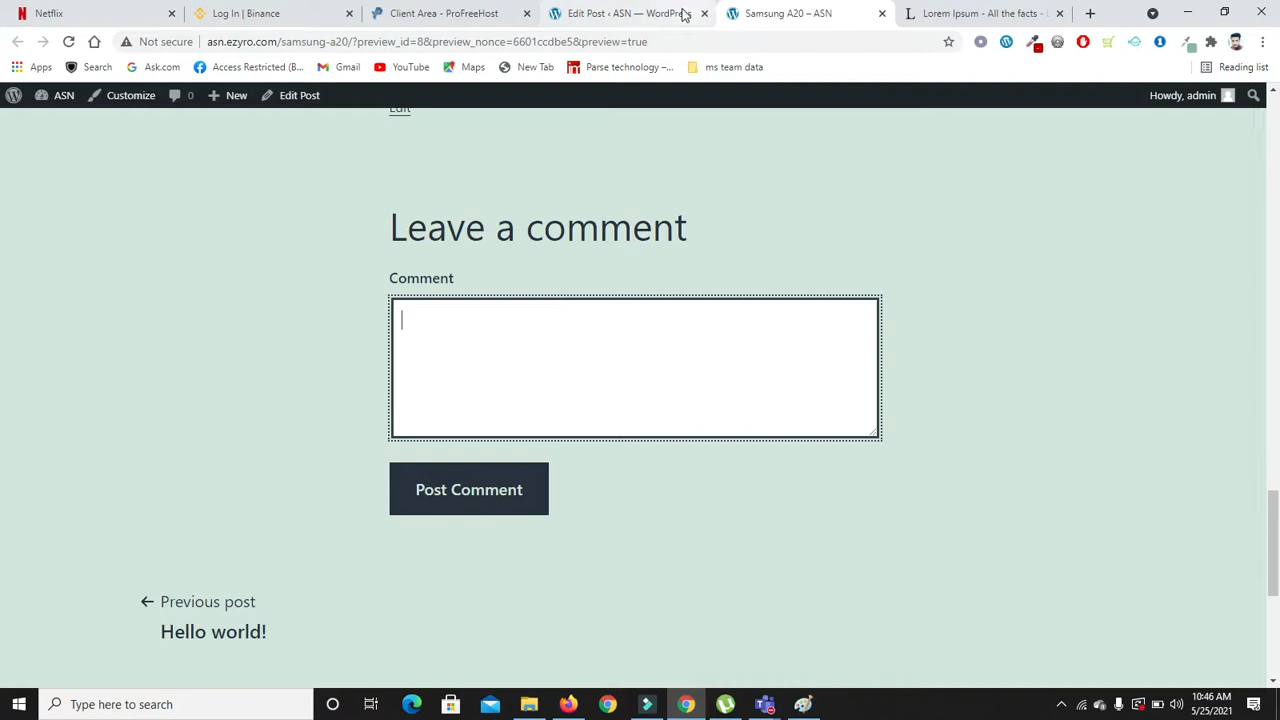 Netflix
Log In | Binance
Client Area - ProFreeHost
Edit Post ‹ ASN — WordPr
Samsung A20 – ASN
Lorem Ipsum - All the facts -
Not secure
asn.ezyro.com/samsung-a20/?preview_id=8&preview_nonce=6601ccdbe5&preview=true
Apps
Search
Ask.com
Access Restricted (B...
Gmail
YouTube
Maps
New Tab
Parse technology –...
ms team data
Reading list
ASN
Customize
0
New
Edit Post
Howdy, admin
Edit
Leave a comment
Comment
Post Comment
Previous post
Hello world!
Type here to search
10:46 AM
5/25/2021